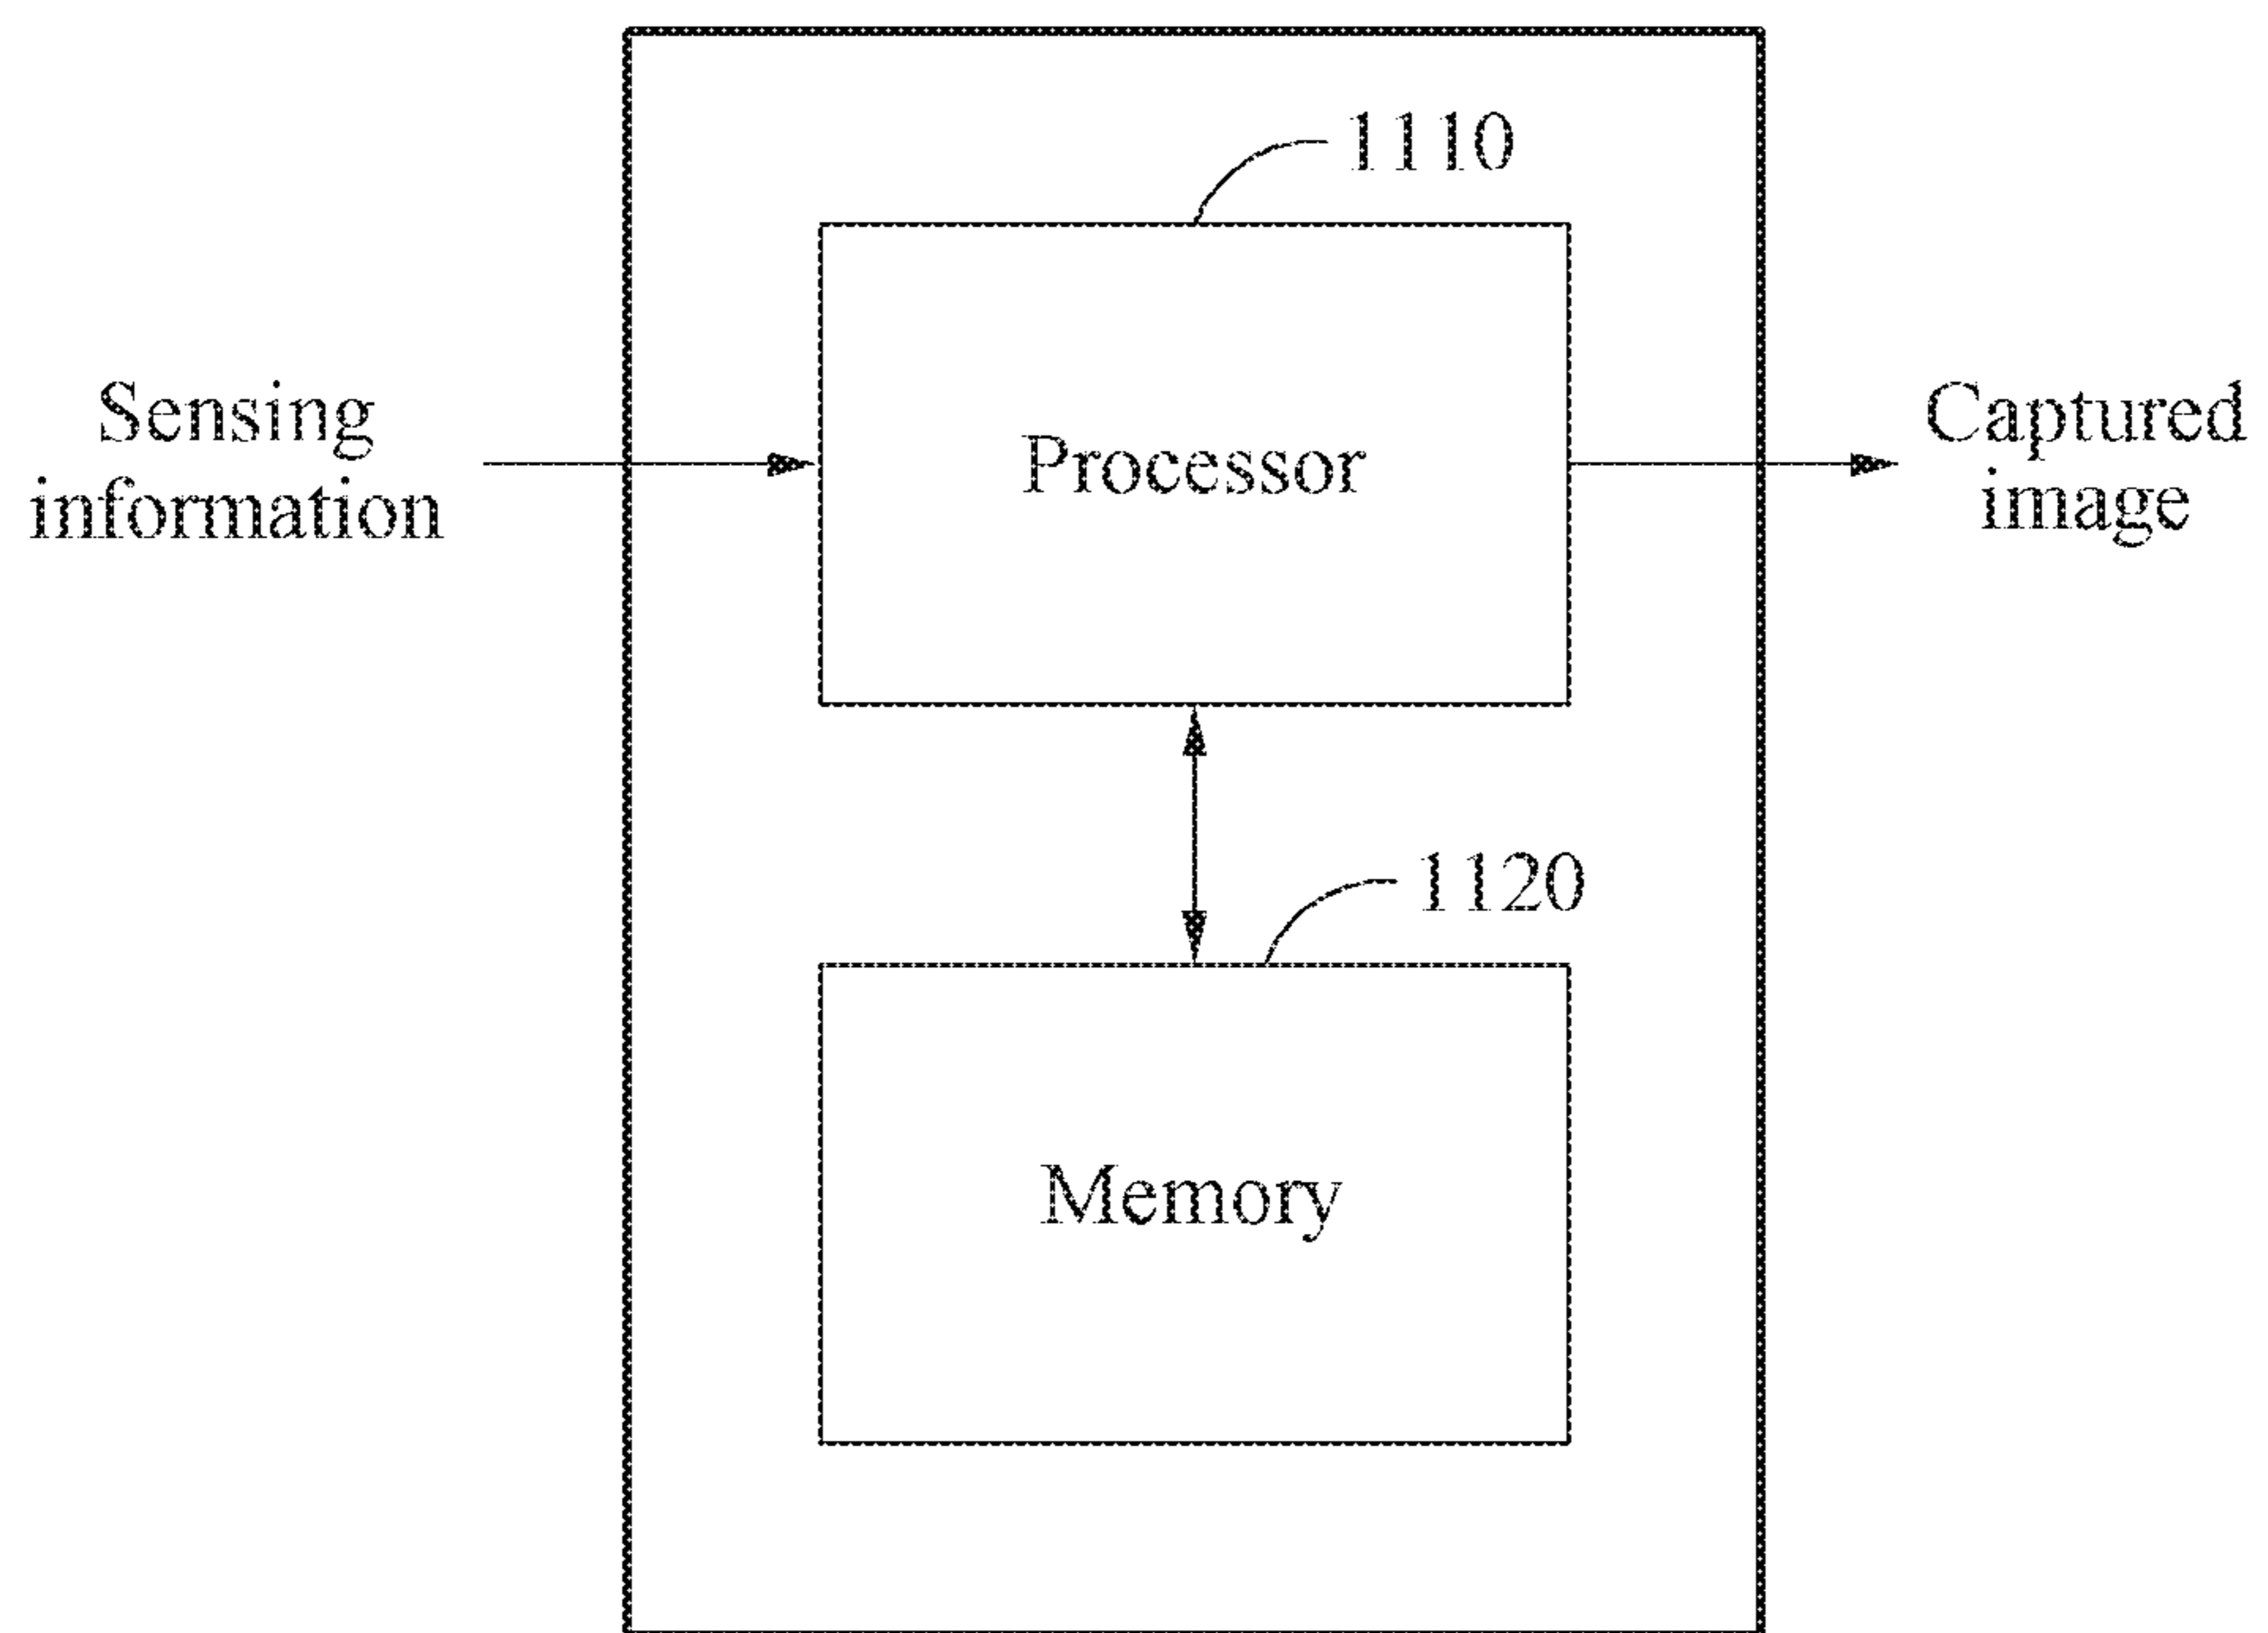 1110
Sensing
information
Processor
Captured
image
1120
Memory